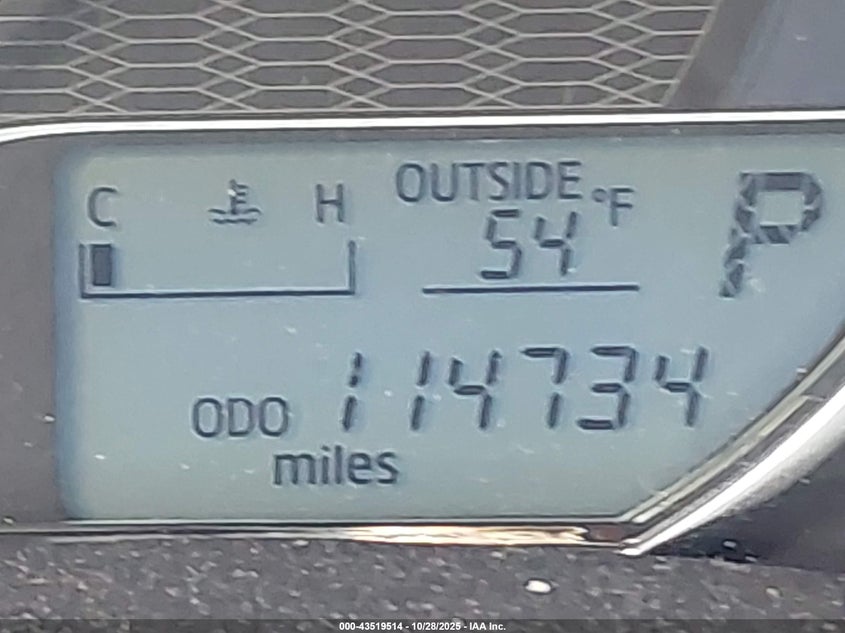 OUTSIDE
C H °F P
54
ODO 114734
miles
000-43519514 - 10/28/2025 - IAA Inc.